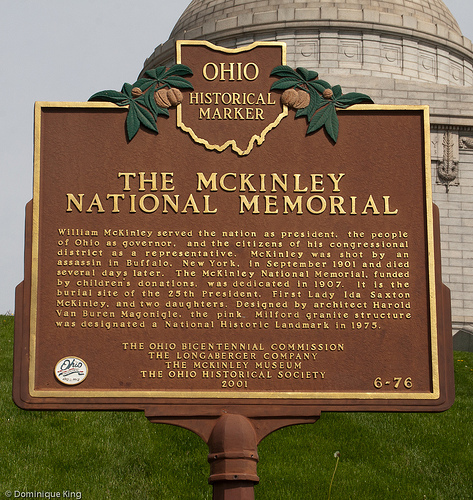 OHIO
HISTORICAL
MARKER
THE MCKINLEY
NATIONAL MEMORIAL
William McKinley served the nation as president, the people
of Ohio as governor, and the citizens of his congressional
district as a representative. McKinley was shot by an
assassin in Buffalo, New York, in September 1901 and died
several days later. The McKinley National Memorial, funded
by children's donations, was dedicated in 1907. It is the
burial site of the 25th President, First Lady Ida Saxton
McKinley, and two daughters. Designed by architect Harold
Van Buren Magonigle, the pink, Milford granite structure
was designated a National Historic Landmark in 1975.
THE OHIO BICENTENNIAL COMMISSION
THE LONGABERGER COMPANY
THE MCKINLEY MUSEUM
THE OHIO HISTORICAL SOCIETY
2001
6-76
Ohio
© Dominique King